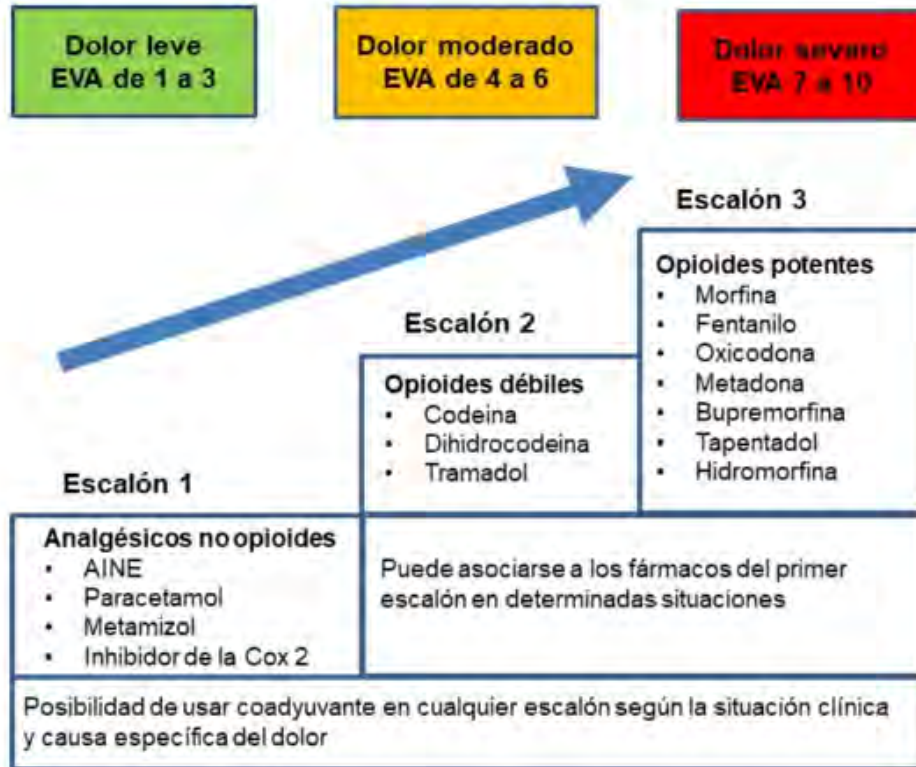 Dolor leve
EVA de 1 a 3
Dolor moderado
EVA de 4 a 6
Dolor severo
EVA 7 a 10
Escalón 3
Opioides potentes
• Morfina
• Fentanilo
• Oxicodona
• Metadona
• Bupremorfina
• Tapentadol
• Hidromorfina
Escalón 2
Opioides débiles
• Codeina
• Dihidrocodeina
• Tramadol
Escalón 1
Analgésicos no opioides
• AINE
• Paracetamol
• Metamizol
• Inhibidor de la Cox 2
Puede asociarse a los fármacos del primer
escalón en determinadas situaciones
Posibilidad de usar coadyuvante en cualquier escalón según la situación clínica
y causa específica del dolor